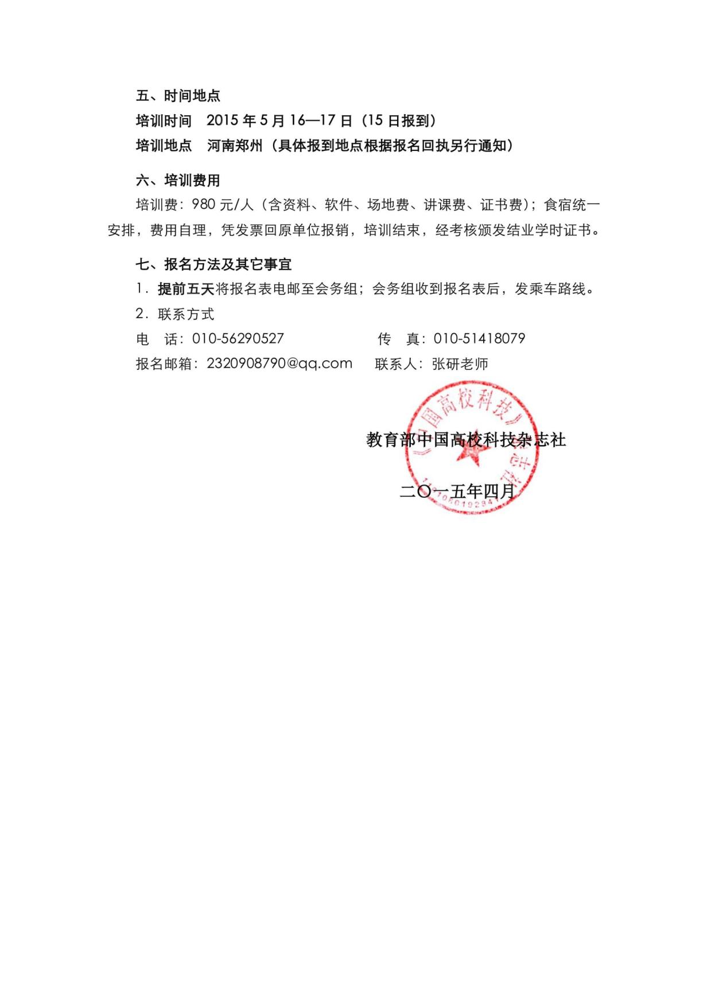 五、时间地点
培训时间　2015 年 5 月 16—17 日（15 日报到）
培训地点　河南郑州（具体报到地点根据报名回执另行通知）
六、培训费用
培训费：980 元/人（含资料、软件、场地费、讲课费、证书费）；食宿统一
安排，费用自理，凭发票回原单位报销，培训结束，经考核颁发结业学时证书。
七、报名方法及其它事宜
1．提前五天将报名表电邮至会务组；会务组收到报名表后，发乘车路线。
2．联系方式
电　话：010-56290527　传　真：010-51418079
报名邮箱：2320908790@qq.com　联系人：张研老师
《中国高校科技》杂志社
教育部中国高校科技杂志社
二〇一五年四月